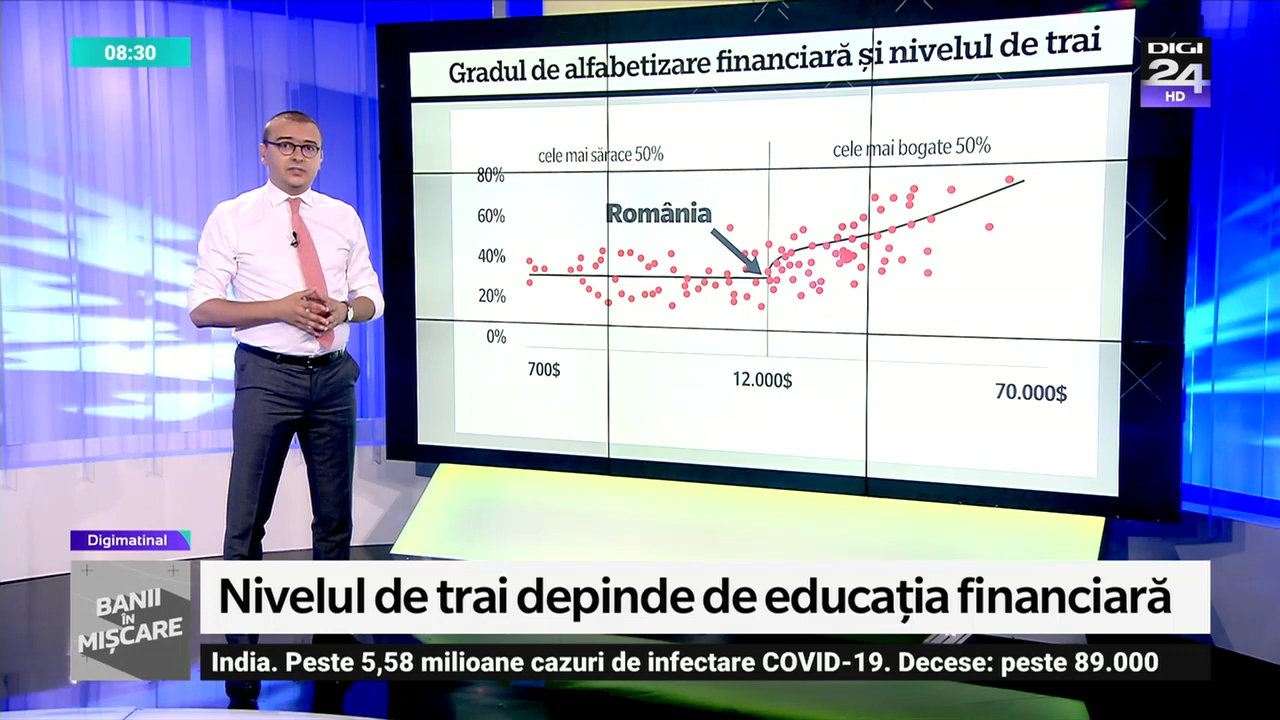 08:30
Gradul de alfabetizare financiară și nivelul de trai
DIGI
24
HD
cele mai sărace 50%
cele mai bogate 50%
80%
România
60%
40%
20%
0%
700$
12.000$
70.000$
Digimatinal
BANII
ÎN
MIȘCARE
Nivelul de trai depinde de educația financiară
India. Peste 5,58 milioane cazuri de infectare COVID-19. Decese: peste 89.000